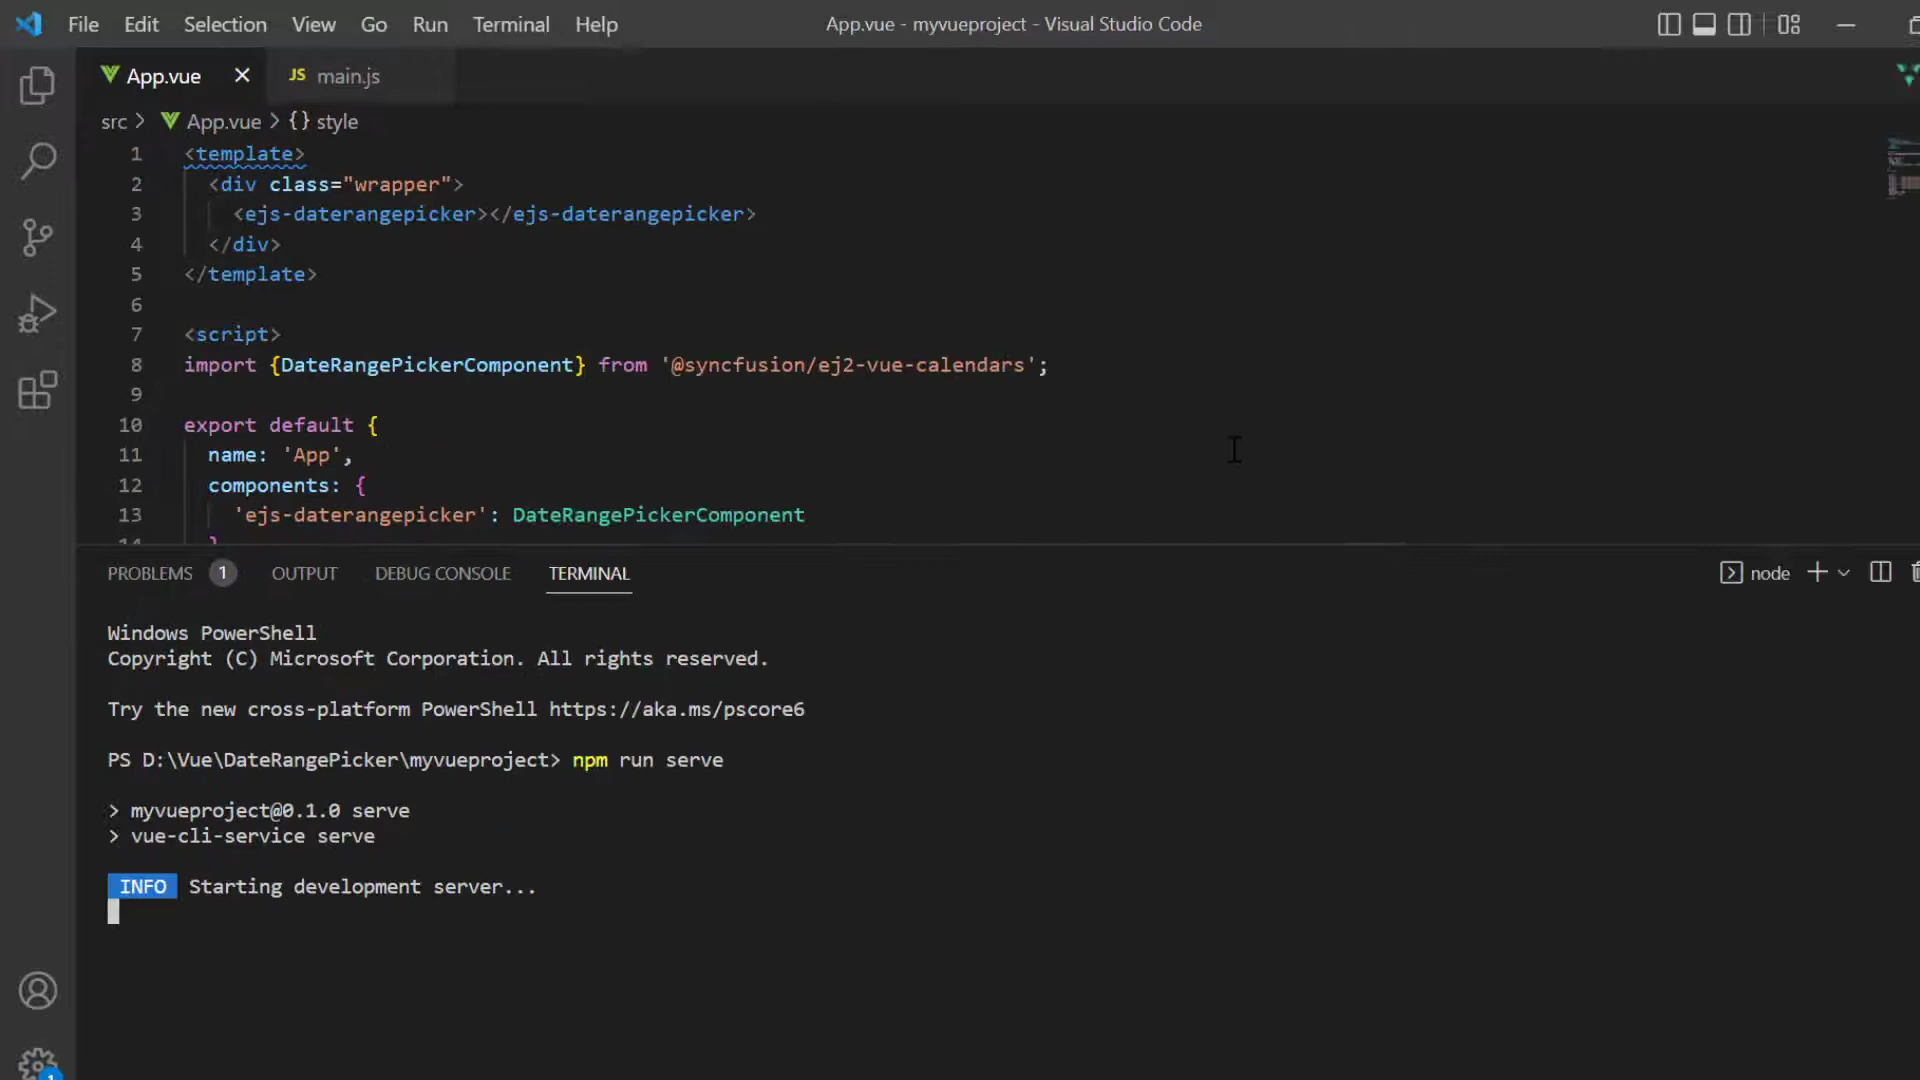 File Edit Selection View Go Run Terminal Help App.vue - myvueproject - Visual Studio Code
App.vue JS main.js
src > App.vue > {} style
1 <template>
2 <div class="wrapper">
3 <ejs-daterangepicker></ejs-daterangepicker>
4 </div>
5 </template>
6
7 <script>
8 import {DateRangePickerComponent} from '@syncfusion/ej2-vue-calendars';
9
10 export default {
11 name: 'App',
12 components: {
13 'ejs-daterangepicker': DateRangePickerComponent
14 }
PROBLEMS 1 OUTPUT DEBUG CONSOLE TERMINAL node
Windows PowerShell
Copyright (C) Microsoft Corporation. All rights reserved.
Try the new cross-platform PowerShell https://aka.ms/pscore6
PS D:\Vue\DateRangePicker\myvueproject> npm run serve
> myvueproject@0.1.0 serve
> vue-cli-service serve
INFO Starting development server...
1